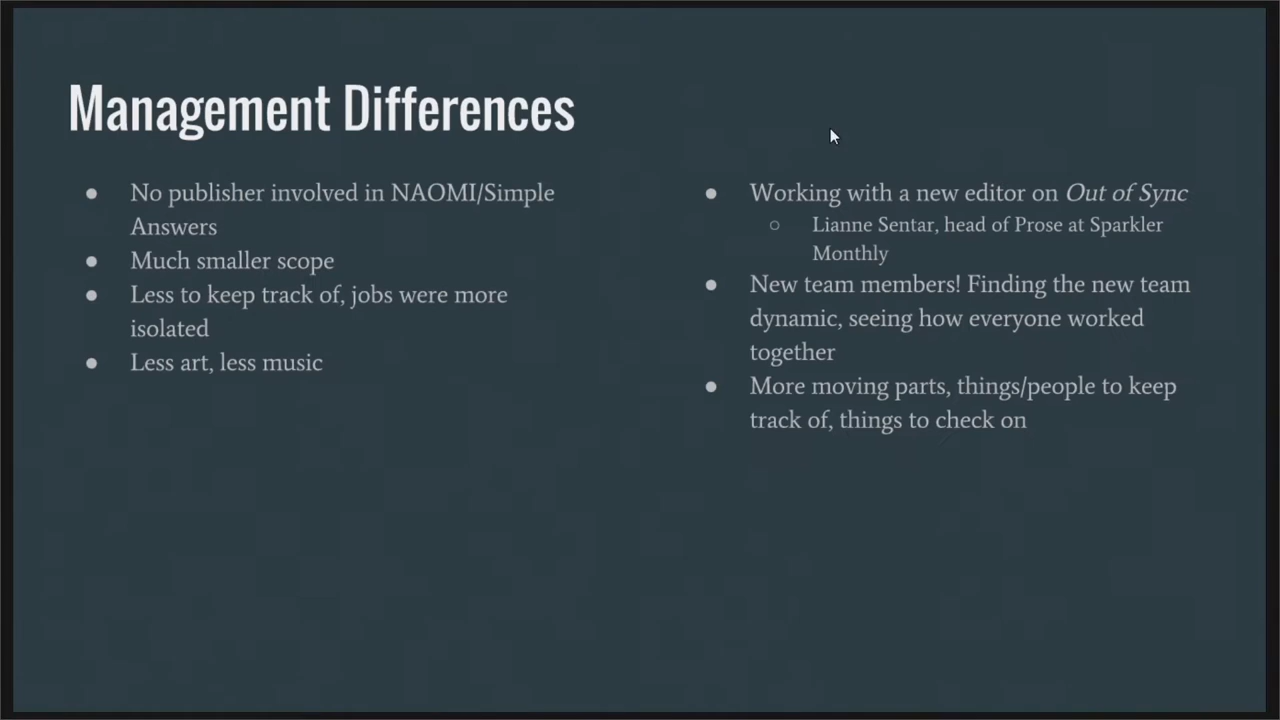 Management Differences
● No publisher involved in NAOMI/Simple
Answers
● Much smaller scope
● Less to keep track of, jobs were more
isolated
● Less art, less music
● Working with a new editor on Out of Sync
○ Lianne Sentar, head of Prose at Sparkler
Monthly
● New team members! Finding the new team
dynamic, seeing how everyone worked
together
● More moving parts, things/people to keep
track of, things to check on